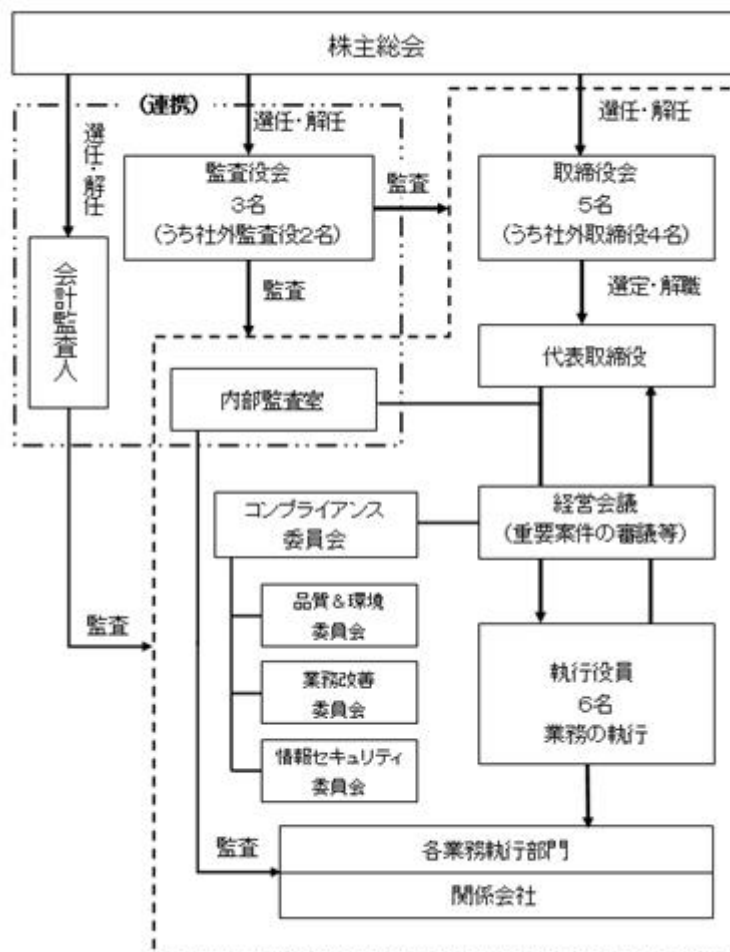 株主総会
(連携)
選任・解任
選任・解任
選任・解任
監査役会
3名
(うち社外監査役2名)
監査
取締役会
5名
(うち社外取締役4名)
会計監査人
監査
選定・解職
代表取締役
内部監査室
コンプライアンス
委員会
経営会議
(重要案件の審議等)
品質&環境
委員会
監査
業務改善
委員会
執行役員
6名
業務の執行
情報セキュリティ
委員会
監査
各業務執行部門
関係会社